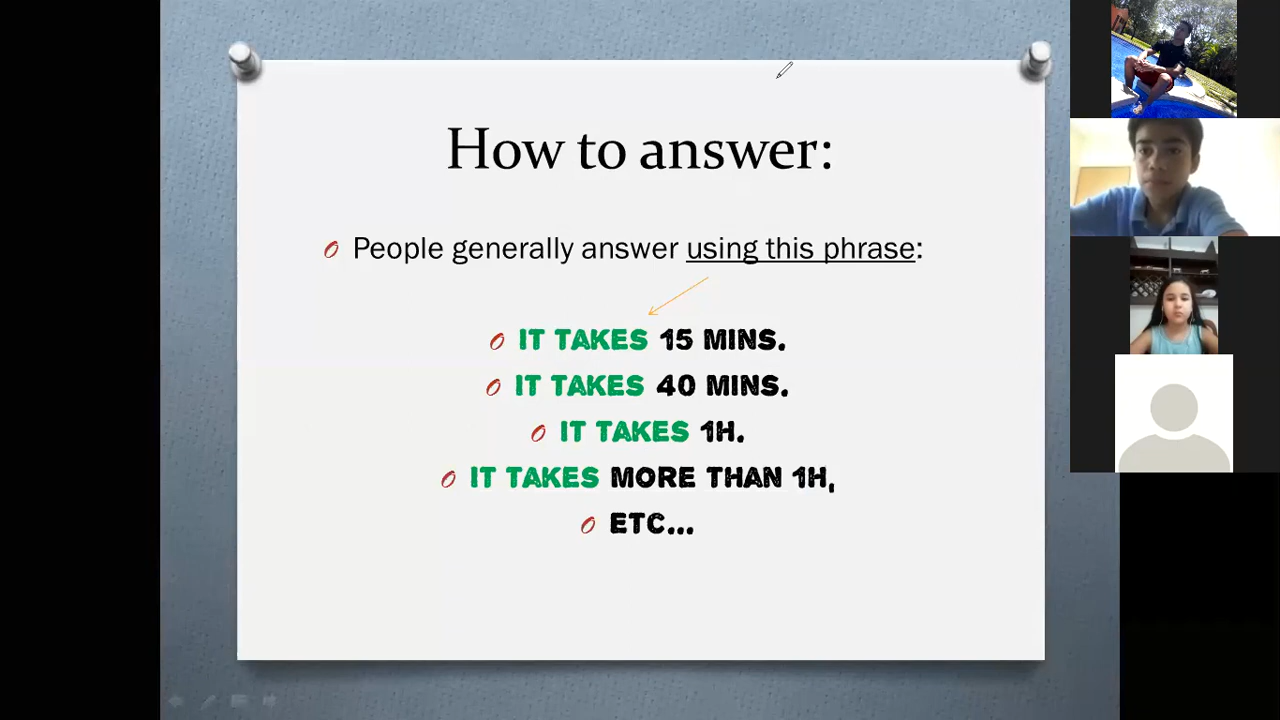 How to answer:
People generally answer using this phrase:
IT TAKES 15 MINS.
IT TAKES 40 MINS.
IT TAKES 1H.
IT TAKES MORE THAN 1H,
ETC...